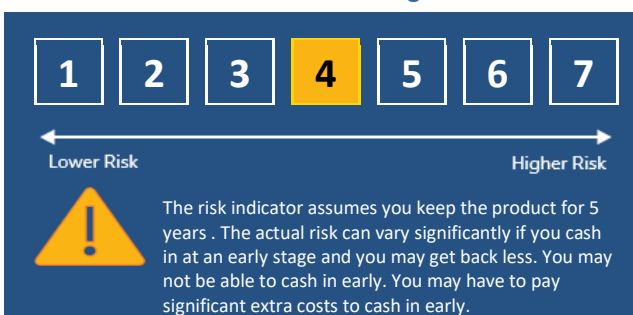 1 2 3 4 5 6 7
Lower Risk Higher Risk
The risk indicator assumes you keep the product for 5
years . The actual risk can vary significantly if you cash
in at an early stage and you may get back less. You may
not be able to cash in early. You may have to pay
significant extra costs to cash in early.